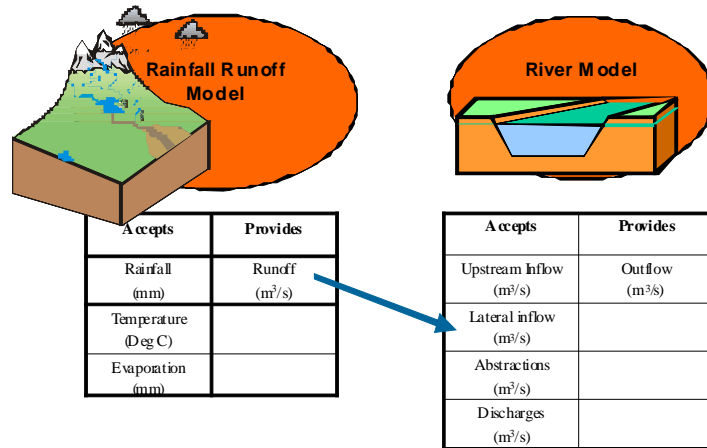 Rainfall Runoff
Model
River Model
Accepts Provides
Rainfall Runoff
(mm) (m³/s)
Temperature
(Deg C)
Evaporation
(mm)
Accepts Provides
Upstream Inflow Outflow
(m³/s) (m³/s)
Lateral inflow
(m³/s)
Abstractions
(m³/s)
Discharges
(m³/s)